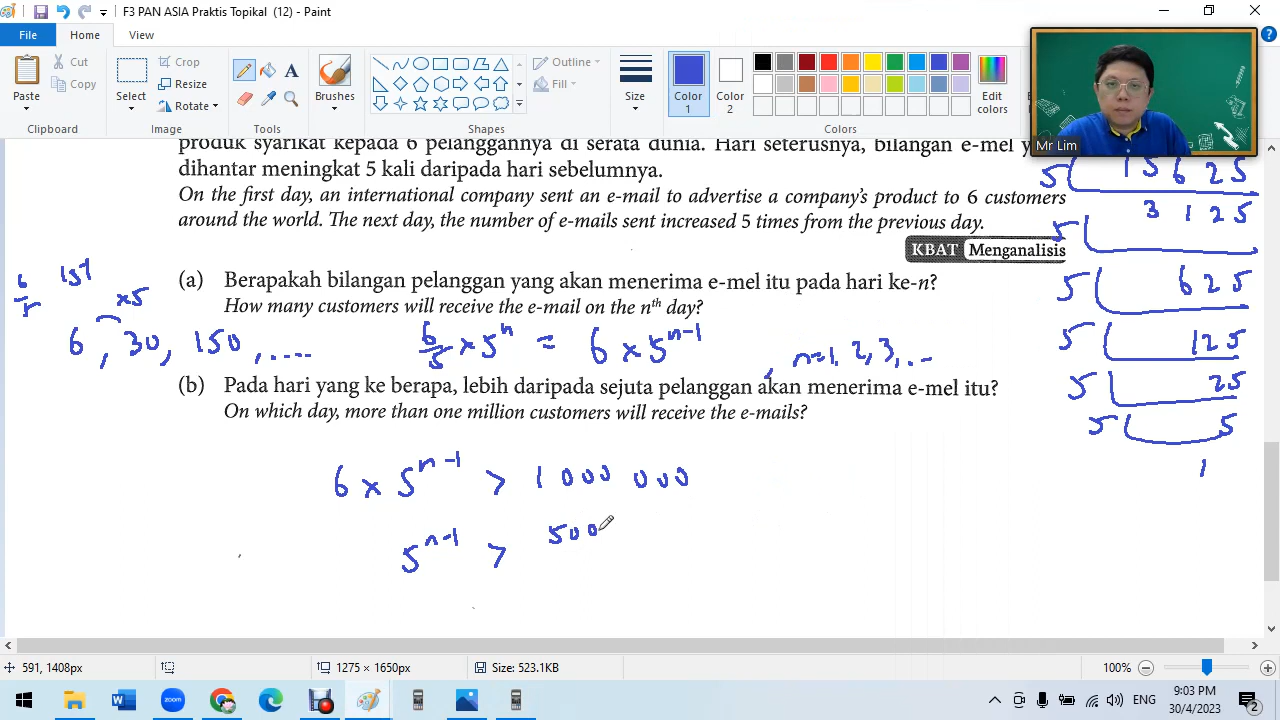 F3 PAN ASIA Praktis Topikal (12) - Paint
File Home View
Cut
Copy
Paste
Clipboard
Select
Crop
Resize
Rotate
Image
A
Tools
Brushes
Outline
Fill
Shapes
Size
Color 1
Color 2
Edit colors
Colors
Mr Lim
produk syarikat kepada 6 pelanggannya di serata dunia. Hari seterusnya, bilangan e-mel y
dihantar meningkat 5 kali daripada hari sebelumnya.
On the first day, an international company sent an e-mail to advertise a company's product to 6 customers
around the world. The next day, the number of e-mails sent increased 5 times from the previous day.
KBAT Menganalisis
(a) Berapakah bilangan pelanggan yang akan menerima e-mel itu pada hari ke-n?
How many customers will receive the e-mail on the nth day?
6/5 1st ×5
6, 30, 150, ....
6/5 × 5^n = 6 × 5^(n-1), n=1, 2, 3, ...
(b) Pada hari yang ke berapa, lebih daripada sejuta pelanggan akan menerima e-mel itu?
On which day, more than one million customers will receive the e-mails?
6 × 5^(n-1) > 1 000 000
5^(n-1) > 500
5 15625
5 3125
5 625
5 125
5 25
5 5
1
591, 1408px
1275 × 1650px
Size: 523.1KB
100%
ENG
9:03 PM
30/4/2023
2